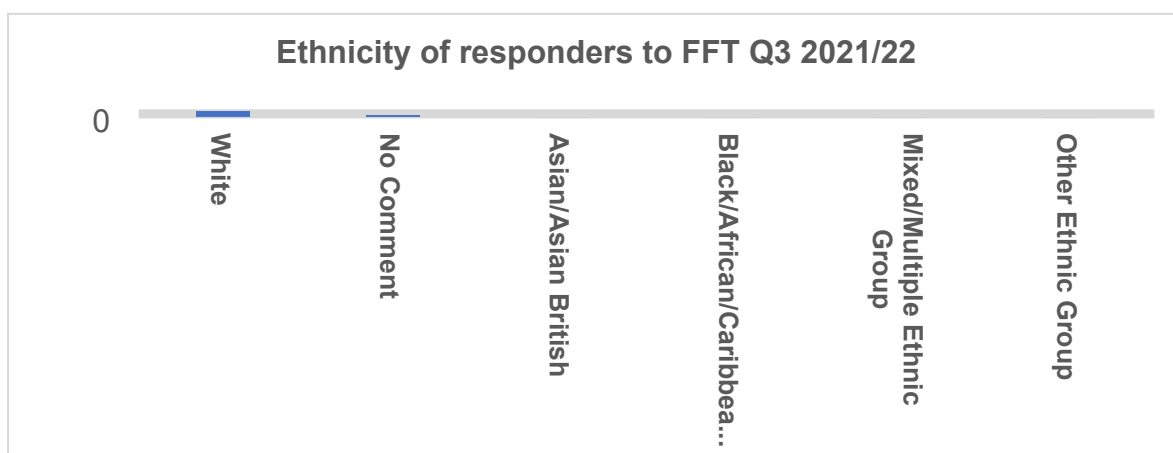 Ethnicity of responders to FFT Q3 2021/22
0
White
No Comment
Asian/Asian British
Black/African/Caribbea...
Mixed/Multiple Ethnic
Group
Other Ethnic Group